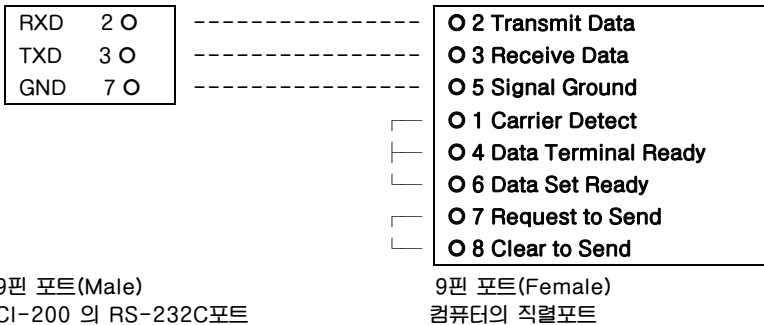 RXD 2 O ---------------- O 2 Transmit Data
TXD 3 O ---------------- O 3 Receive Data
GND 7 O ---------------- O 5 Signal Ground
O 1 Carrier Detect
O 4 Data Terminal Ready
O 6 Data Set Ready
O 7 Request to Send
O 8 Clear to Send
9핀 포트(Male) 9핀 포트(Female)
CI-200 의 RS-232C포트 컴퓨터의 직렬포트